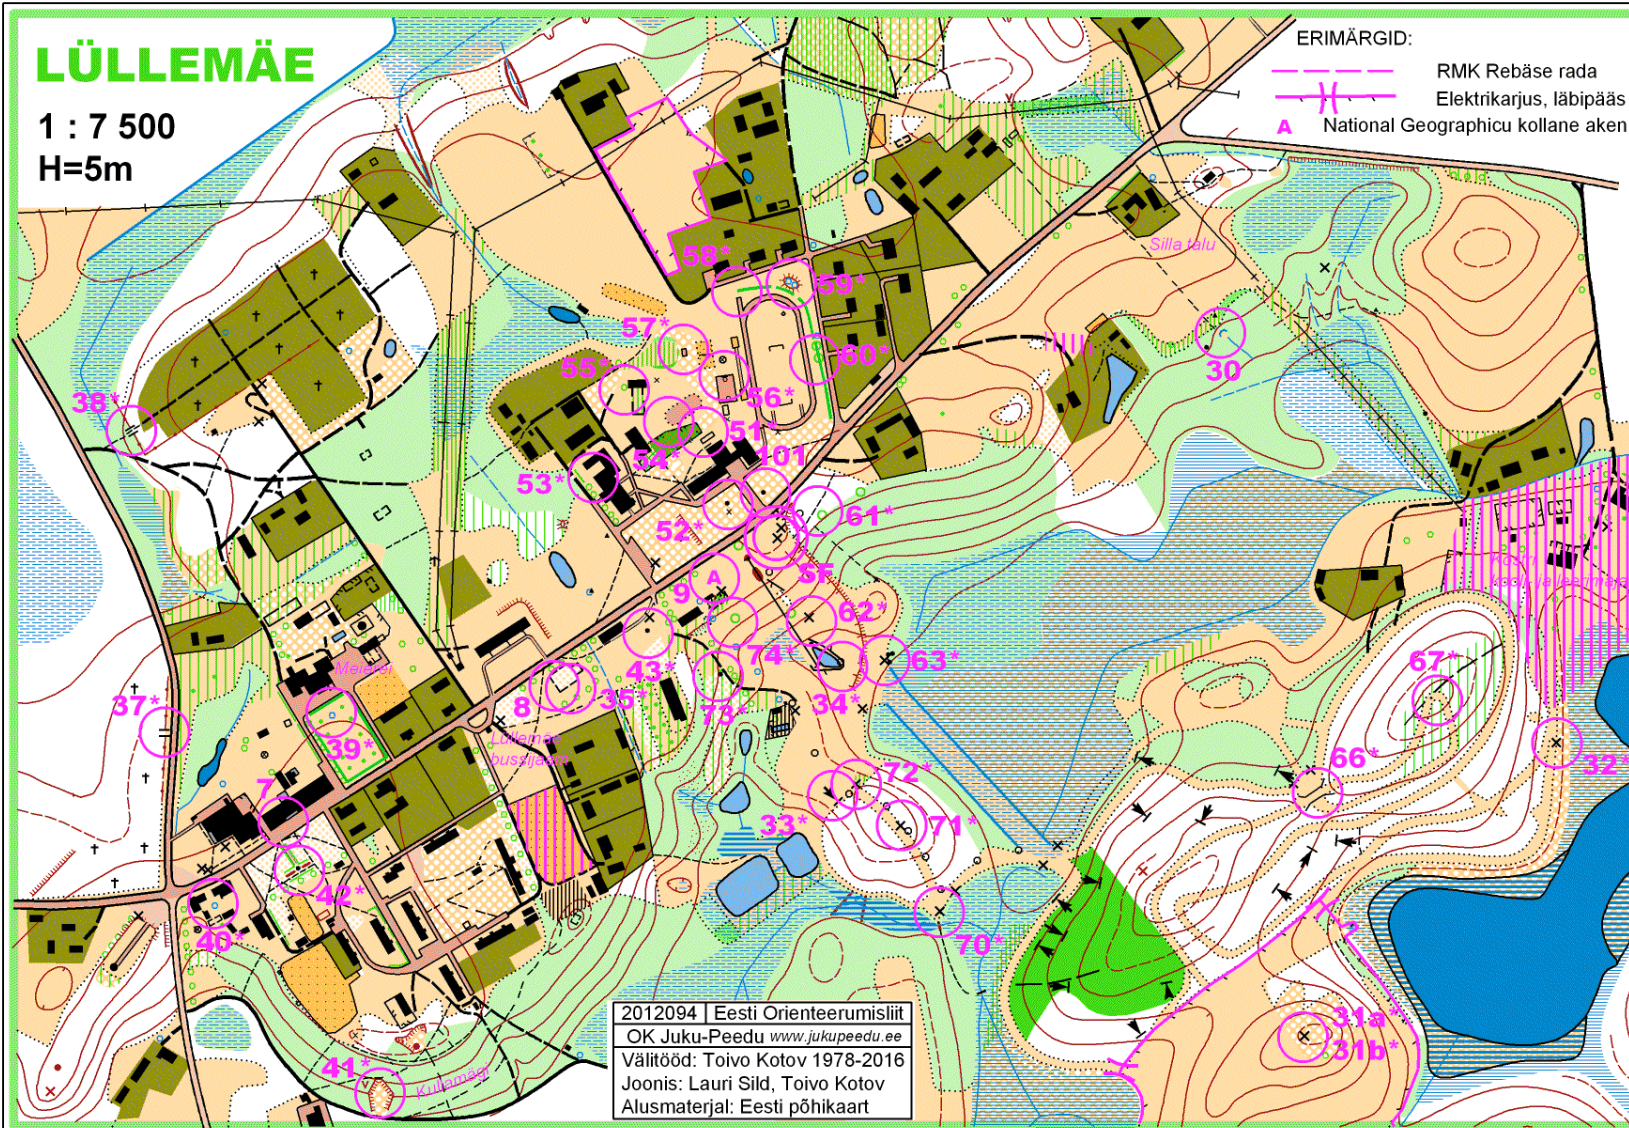 LÜLLEMÄE
1 : 7 500
H=5m
ERIMÄRGID:
RMK Rebäse rada
Elektrikarjus, läbipääs
A National Geographicu kollane aken
Silla talu
58*
59*
57*
60*
55*
56*
30
38*
51*
54*
101
53*
52*
61*
SF
A
9
62*
Meierei
43*
74*
63*
67*
37*
8
35*
73*
34*
39*
Lüllemäe
bussijaam
66*
32*
7*
72*
33*
71*
42*
40*
70*
31a*
31b*
41*
Kullamägi
2012094 Eesti Orienteerumisliit
OK Juku-Peedu www.jukupeedu.ee
Välitööd: Toivo Kotov 1978-2016
Joonis: Lauri Sild, Toivo Kotov
Alusmaterjal: Eesti põhikaart